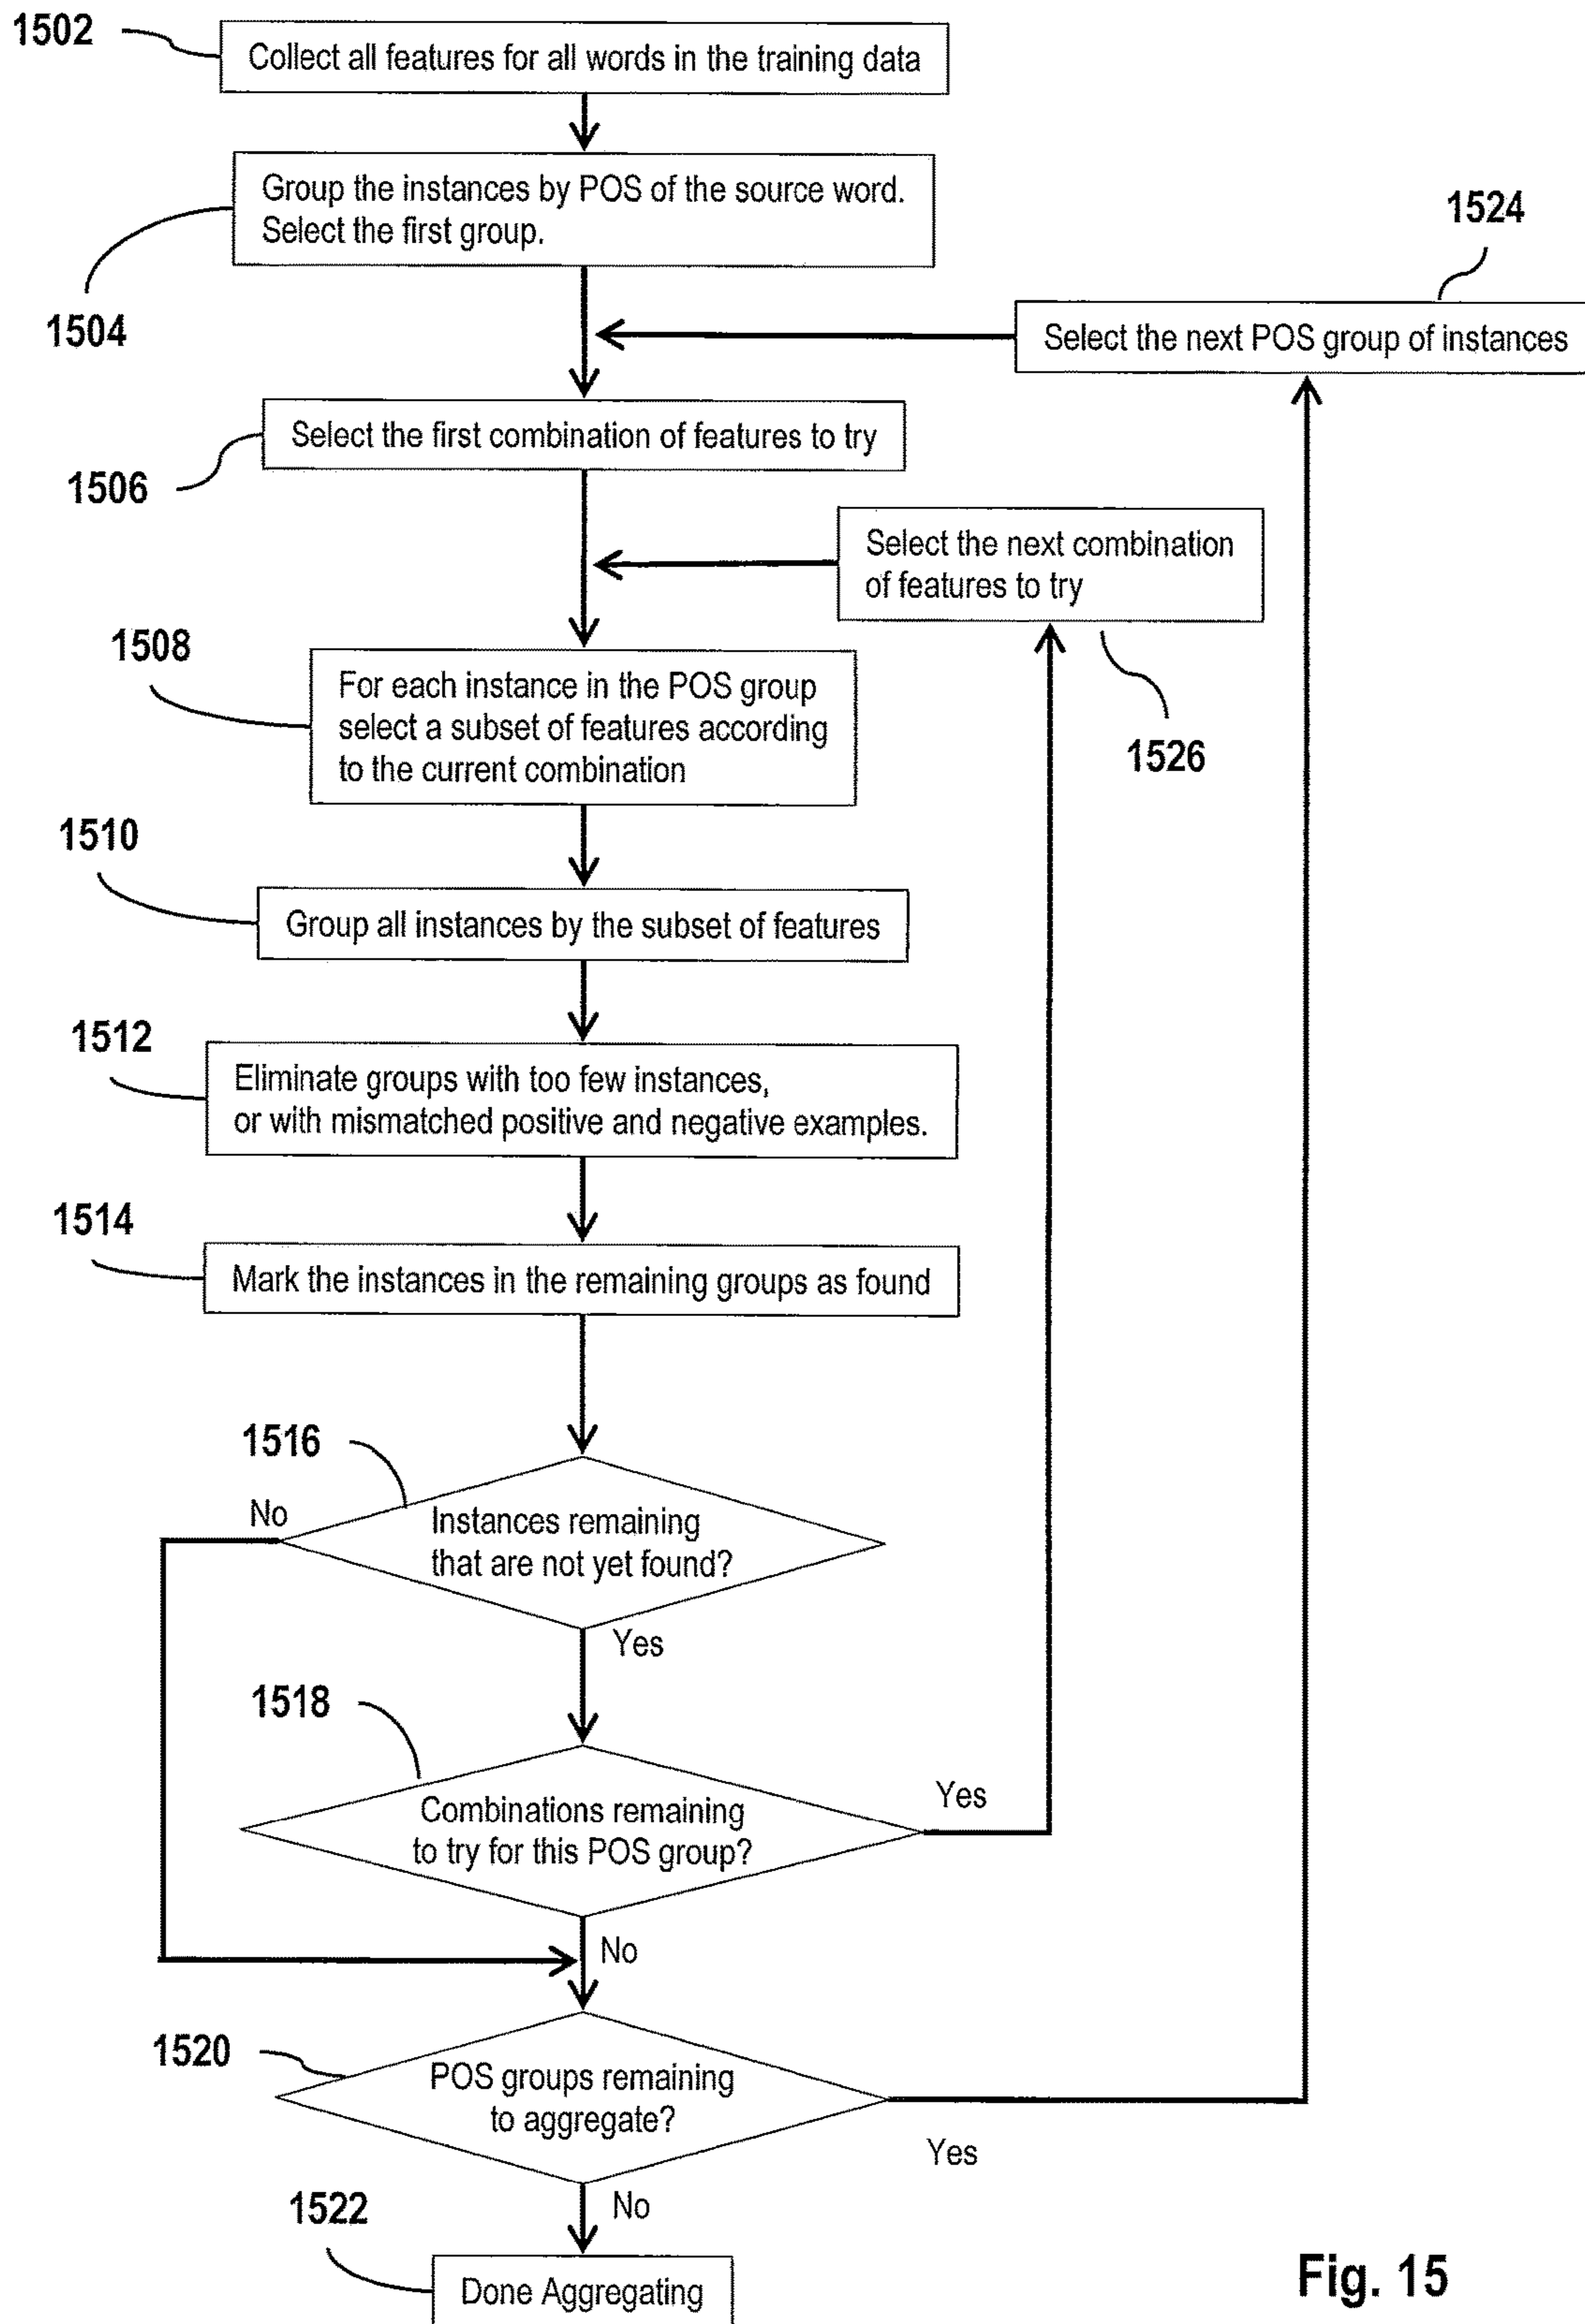 1502
Collect all features for all words in the training data
Group the instances by POS of the source word.
Select the first group.
1504
1524
Select the next POS group of instances
Select the first combination of features to try
1506
Select the next combination
of features to try
1526
1508
For each instance in the POS group
select a subset of features according
to the current combination
1510
Group all instances by the subset of features
1512
Eliminate groups with too few instances,
or with mismatched positive and negative examples.
1514
Mark the instances in the remaining groups as found
1516
No
Instances remaining
that are not yet found?
Yes
1518
Combinations remaining
to try for this POS group?
Yes
No
1520
POS groups remaining
to aggregate?
Yes
No
1522
Done Aggregating
Fig. 15